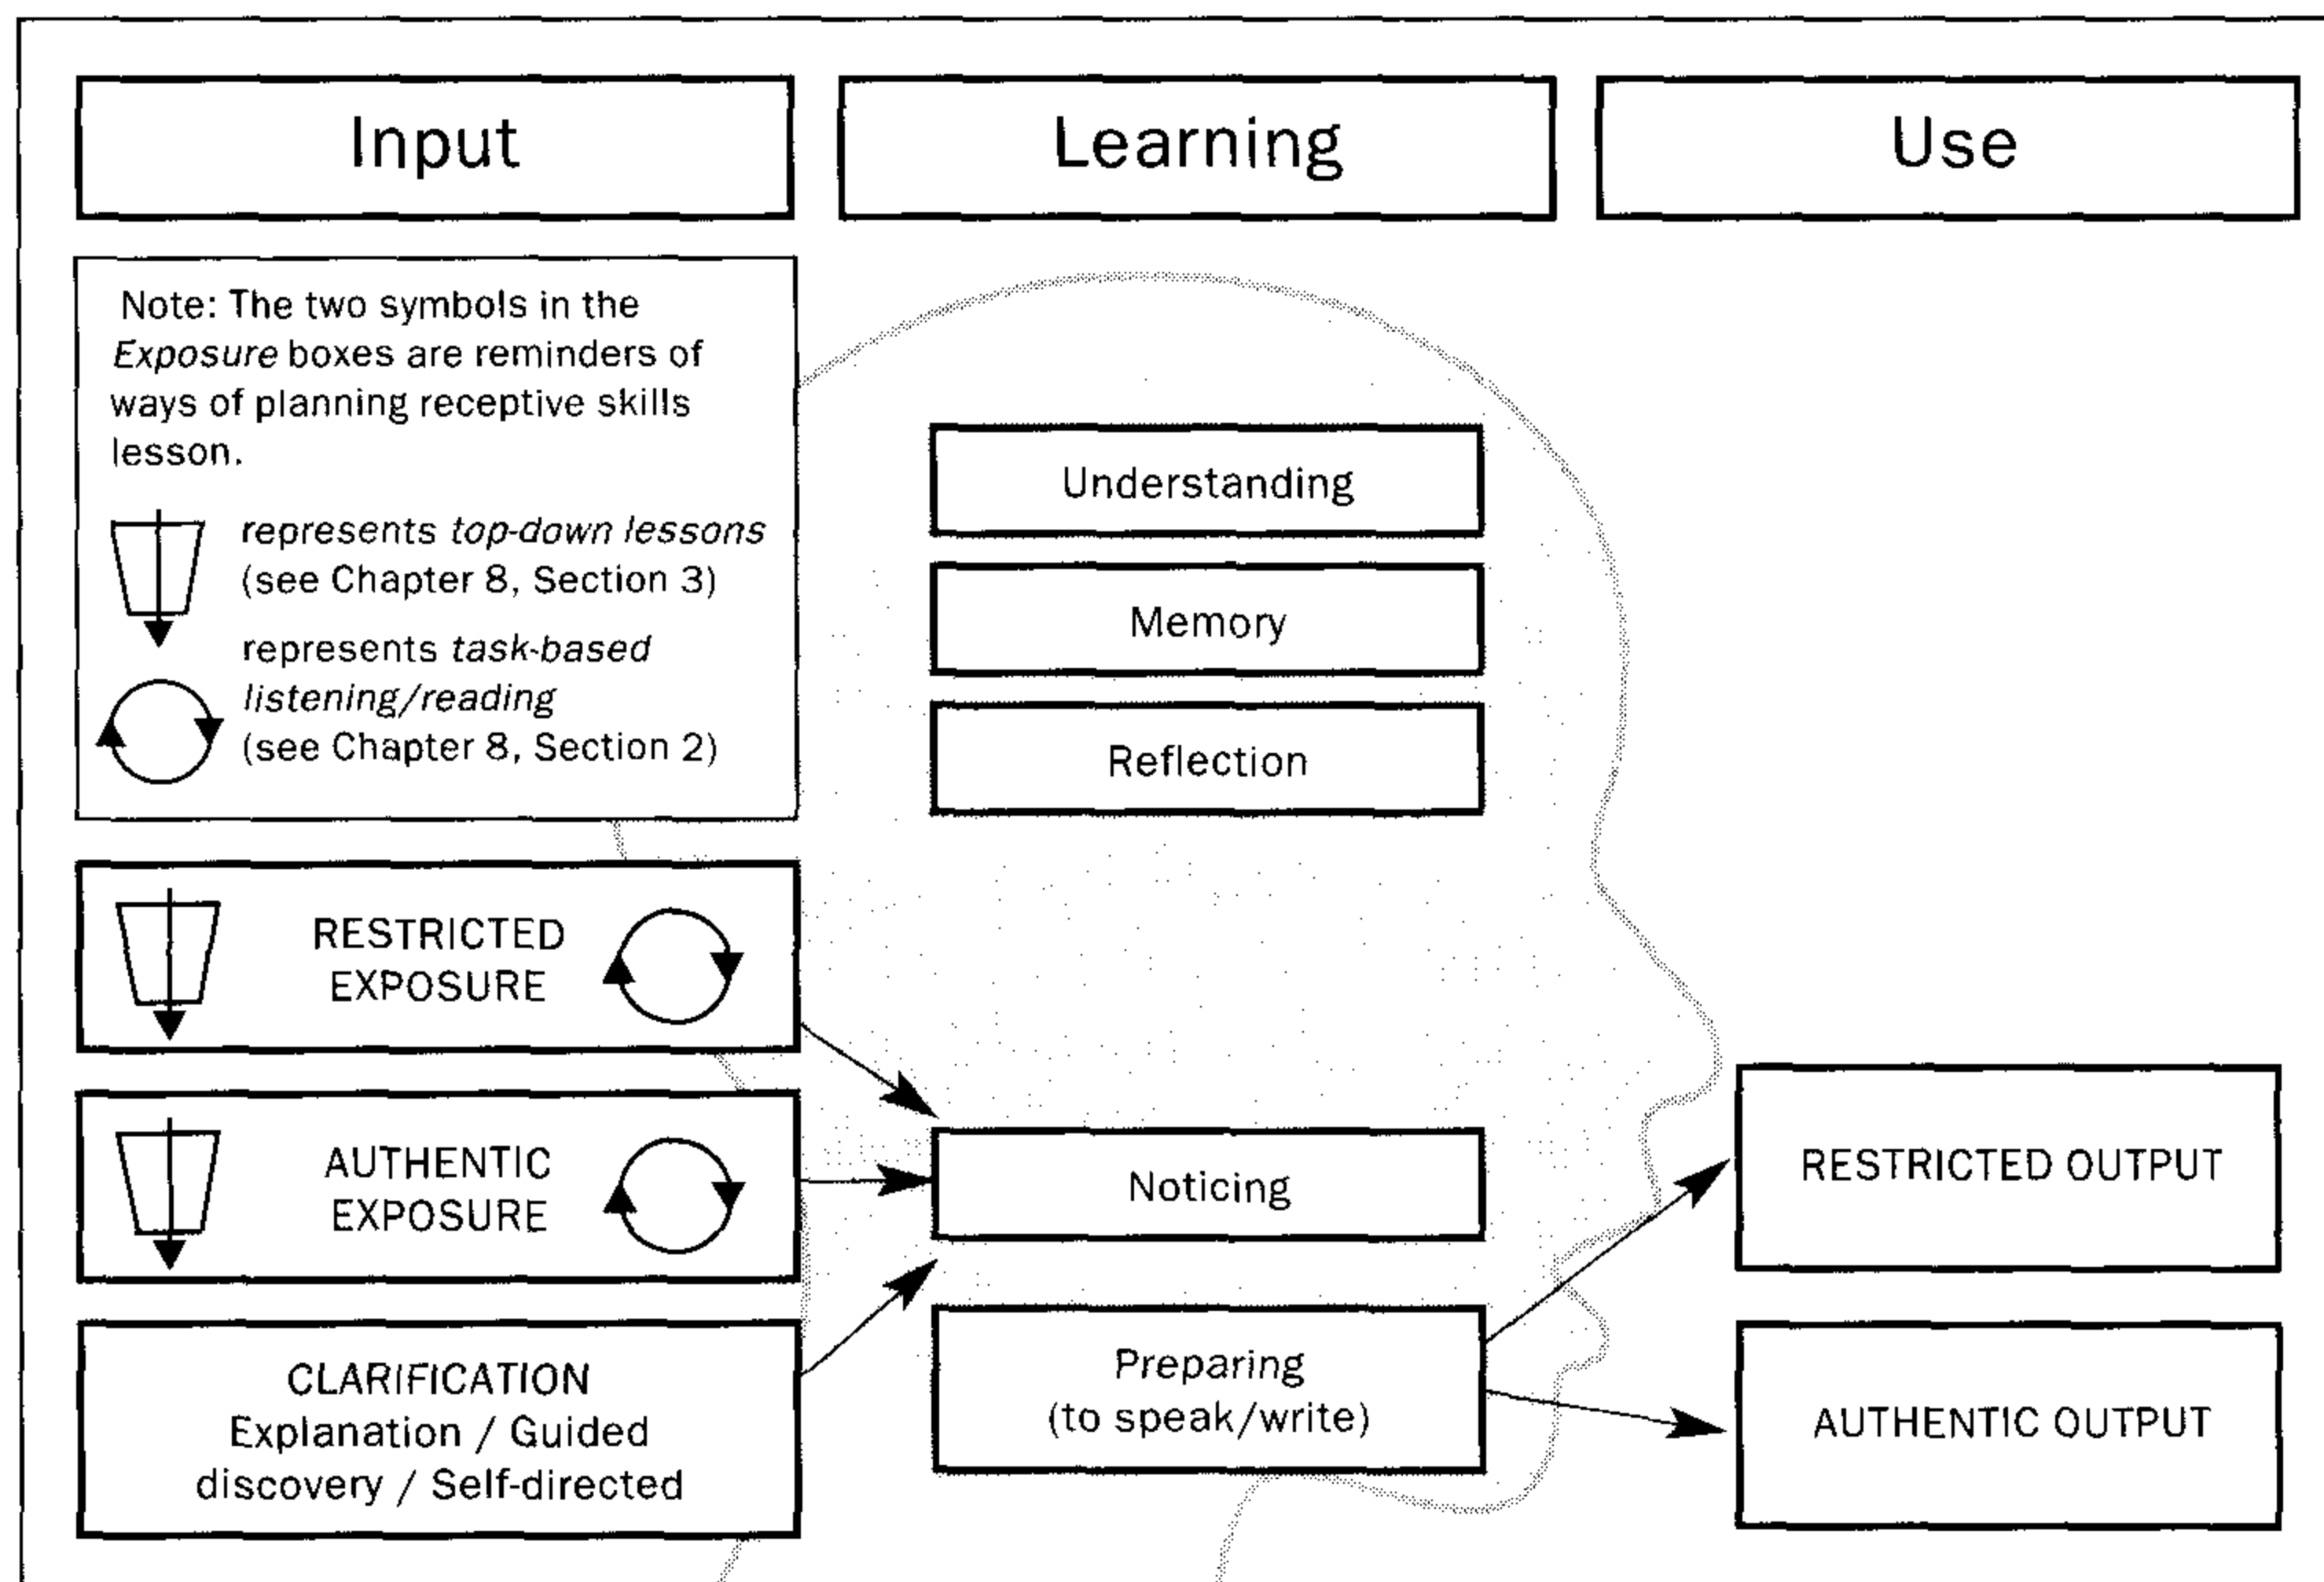 Input
Learning
Use
Note: The two symbols in the
Exposure boxes are reminders of
ways of planning receptive skills
lesson.
represents top-down lessons
(see Chapter 8, Section 3)
represents task-based
listening/reading
(see Chapter 8, Section 2)
Understanding
Memory
Reflection
RESTRICTED
EXPOSURE
AUTHENTIC
EXPOSURE
CLARIFICATION
Explanation / Guided
discovery / Self-directed
Noticing
Preparing
(to speak/write)
RESTRICTED OUTPUT
AUTHENTIC OUTPUT